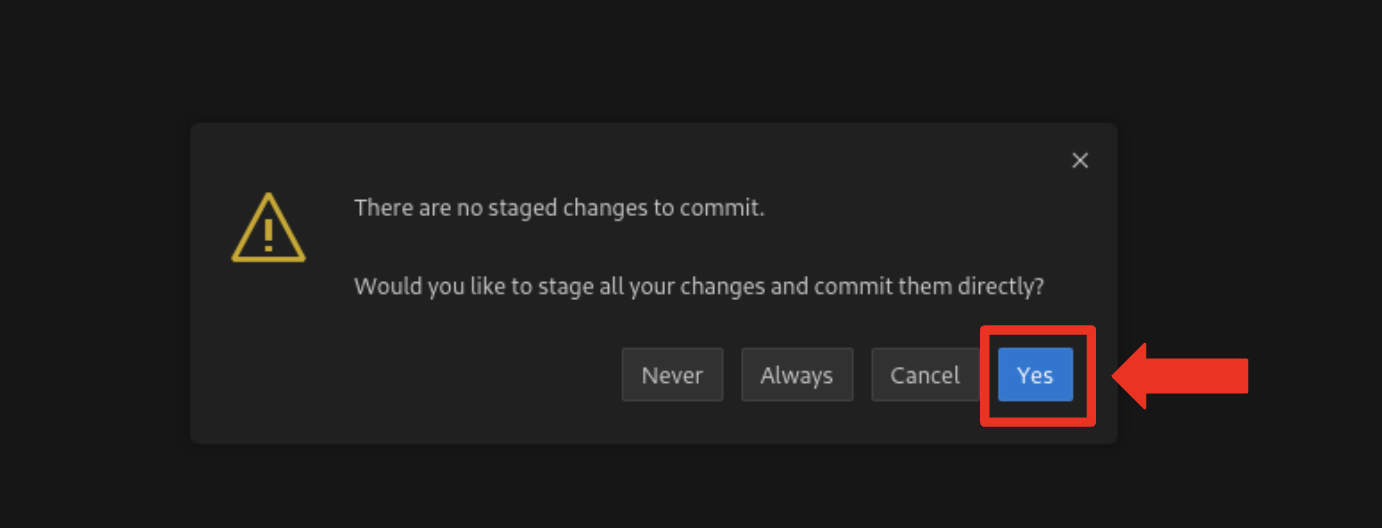 There are no staged changes to commit.
Would you like to stage all your changes and commit them directly?
Never Always Cancel Yes